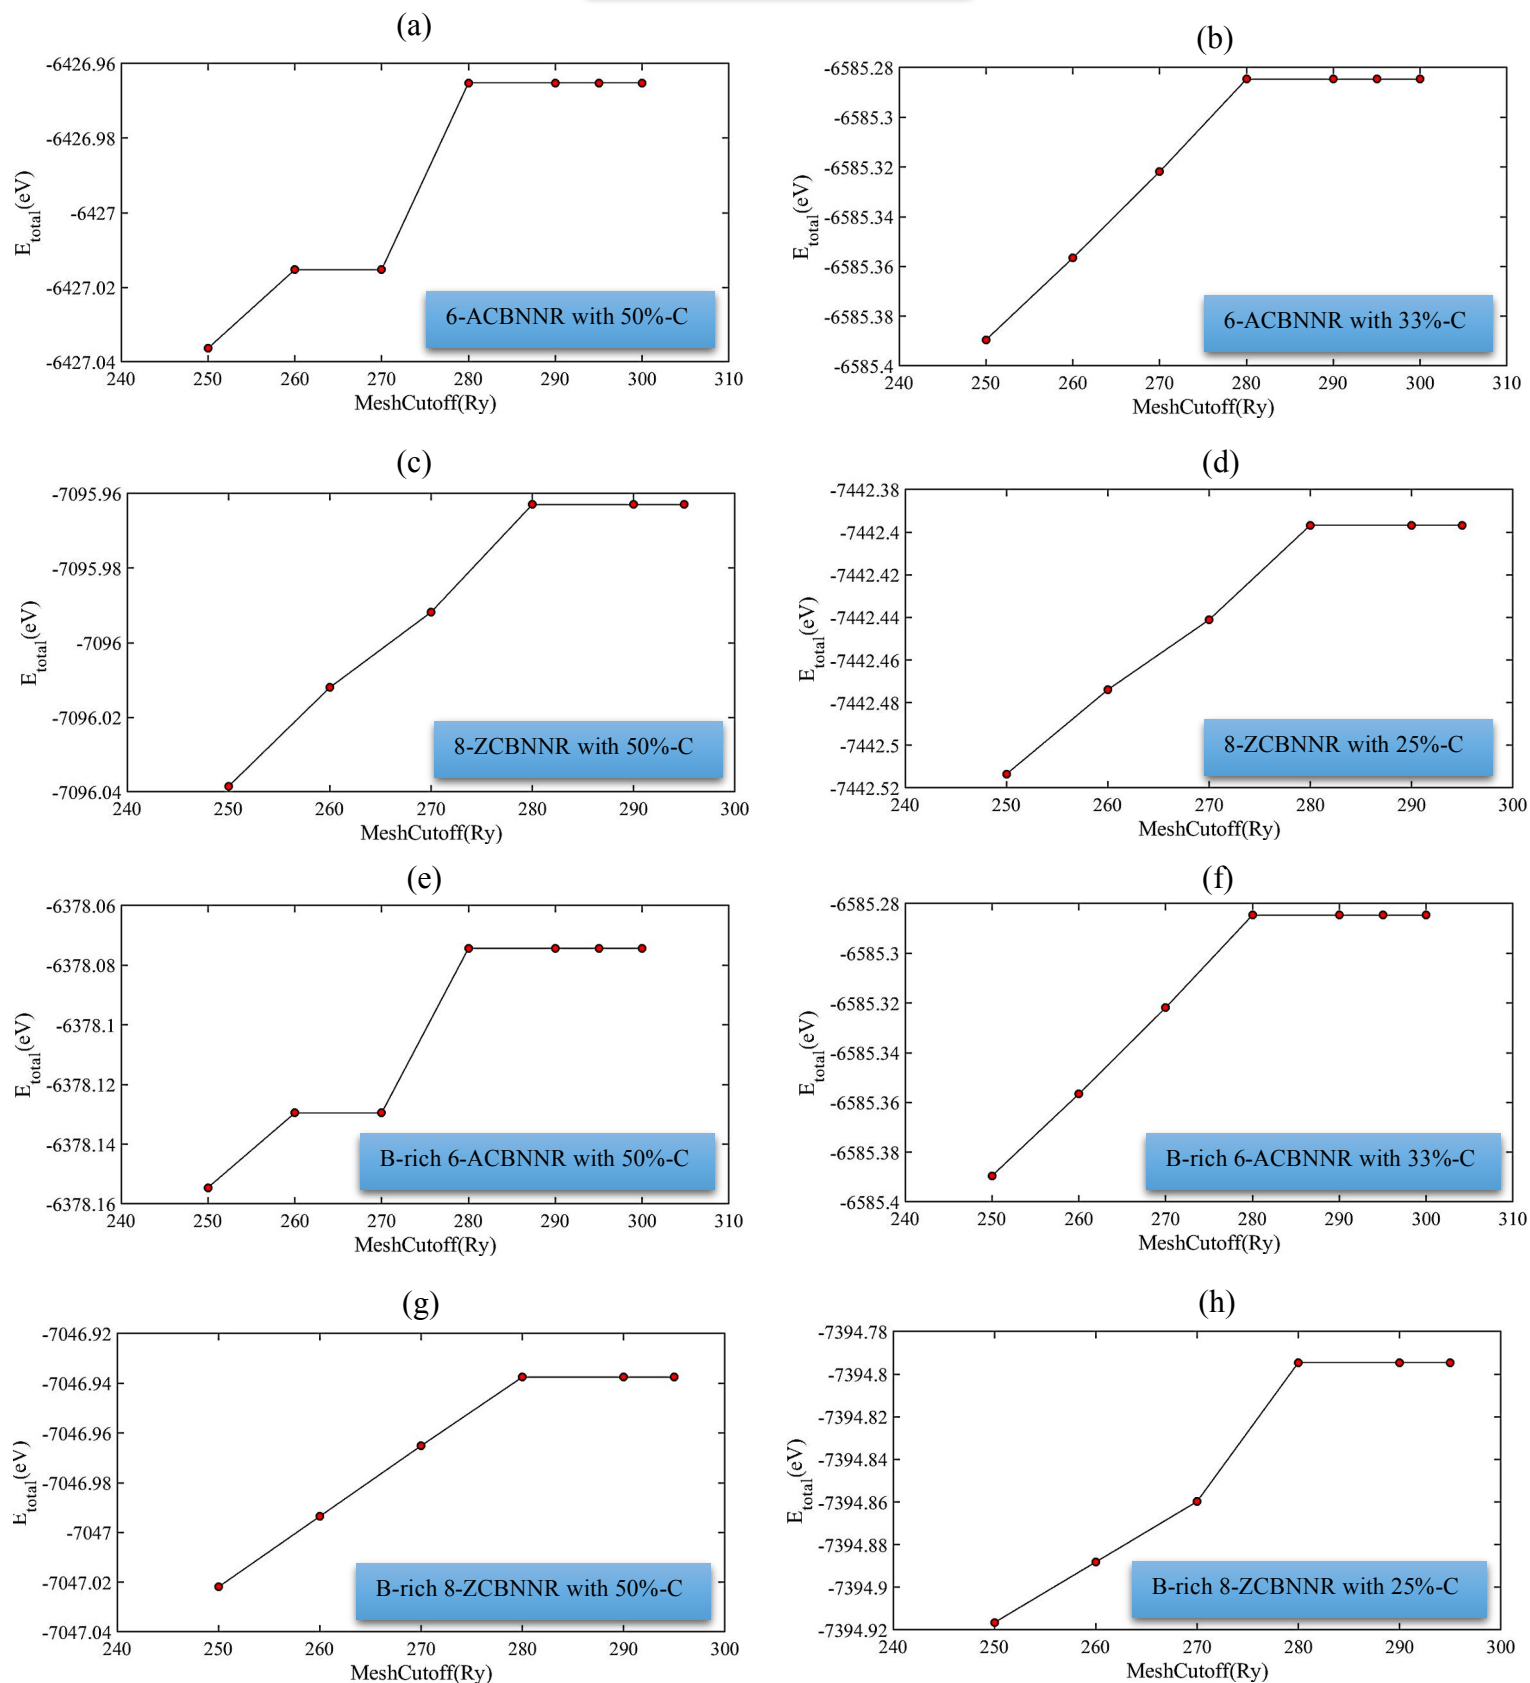 (a)
-6426.96
-6426.98
-6427
-6427.02
-6427.04
E_total(eV)
6-ACBNNR with 50%-C
240 250 260 270 280 290 300 310
MeshCutoff(Ry)
(b)
-6585.28
-6585.3
-6585.32
-6585.34
-6585.36
-6585.38
-6585.4
E_total(eV)
6-ACBNNR with 33%-C
240 250 260 270 280 290 300 310
MeshCutoff(Ry)
(c)
-7095.96
-7095.98
-7096
-7096.02
-7096.04
E_total(eV)
8-ZCBNNR with 50%-C
240 250 260 270 280 290 300
MeshCutoff(Ry)
(d)
-7442.38
-7442.4
-7442.42
-7442.44
-7442.46
-7442.48
-7442.5
-7442.52
E_total(eV)
8-ZCBNNR with 25%-C
240 250 260 270 280 290 300
MeshCutoff(Ry)
(e)
-6378.06
-6378.08
-6378.1
-6378.12
-6378.14
-6378.16
E_total(eV)
B-rich 6-ACBNNR with 50%-C
240 250 260 270 280 290 300 310
MeshCutoff(Ry)
(f)
-6585.28
-6585.3
-6585.32
-6585.34
-6585.36
-6585.38
-6585.4
E_total(eV)
B-rich 6-ACBNNR with 33%-C
240 250 260 270 280 290 300 310
MeshCutoff(Ry)
(g)
-7046.92
-7046.94
-7046.96
-7046.98
-7047
-7047.02
-7047.04
E_total(eV)
B-rich 8-ZCBNNR with 50%-C
240 250 260 270 280 290 300
MeshCutoff(Ry)
(h)
-7394.78
-7394.8
-7394.82
-7394.84
-7394.86
-7394.88
-7394.9
-7394.92
E_total(eV)
B-rich 8-ZCBNNR with 25%-C
240 250 260 270 280 290 300
MeshCutoff(Ry)